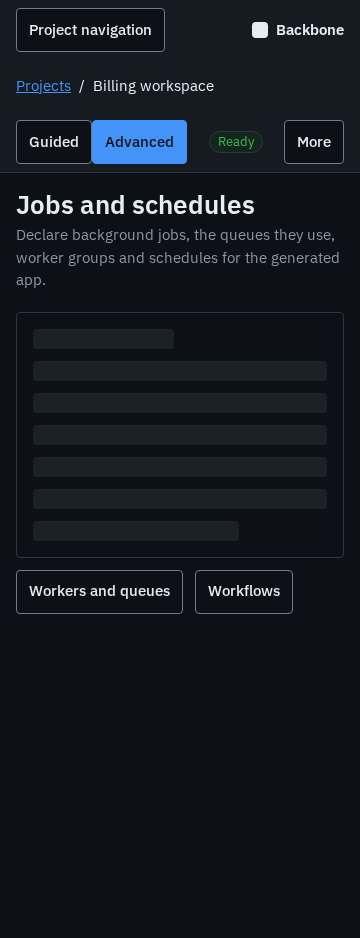 Project navigation
Backbone
Projects / Billing workspace
Guided
Advanced
Ready
More
Jobs and schedules
Declare background jobs, the queues they use,
worker groups and schedules for the generated
app.
Workers and queues
Workflows